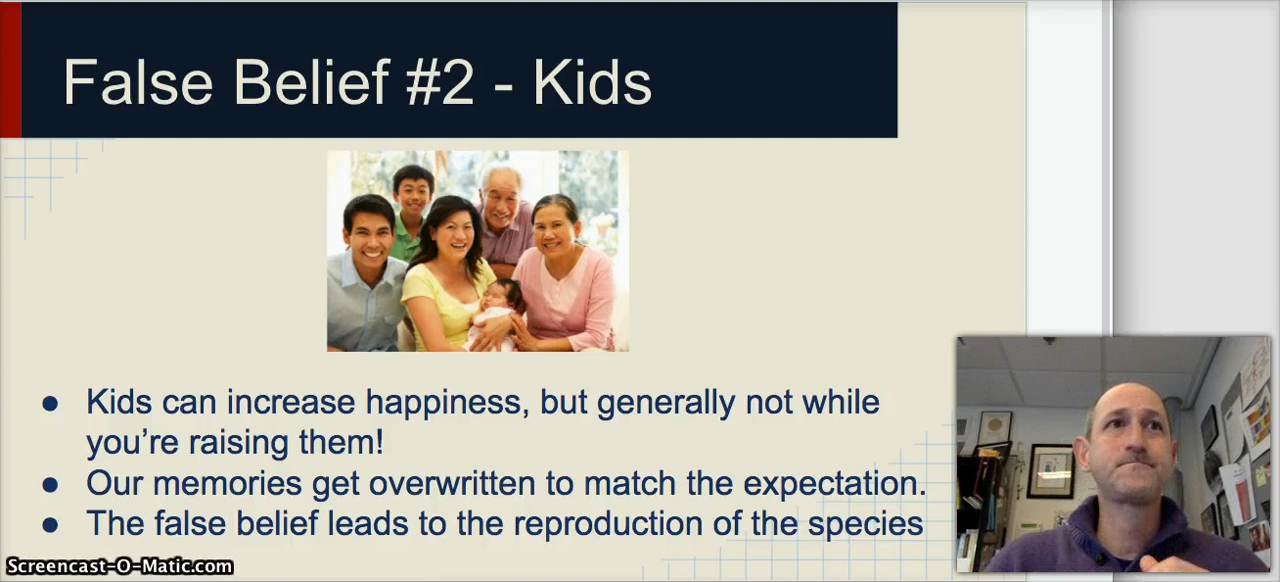 False Belief #2 - Kids
● Kids can increase happiness, but generally not while
you're raising them!
● Our memories get overwritten to match the expectation.
● The false belief leads to the reproduction of the species
Screencast-O-Matic.com